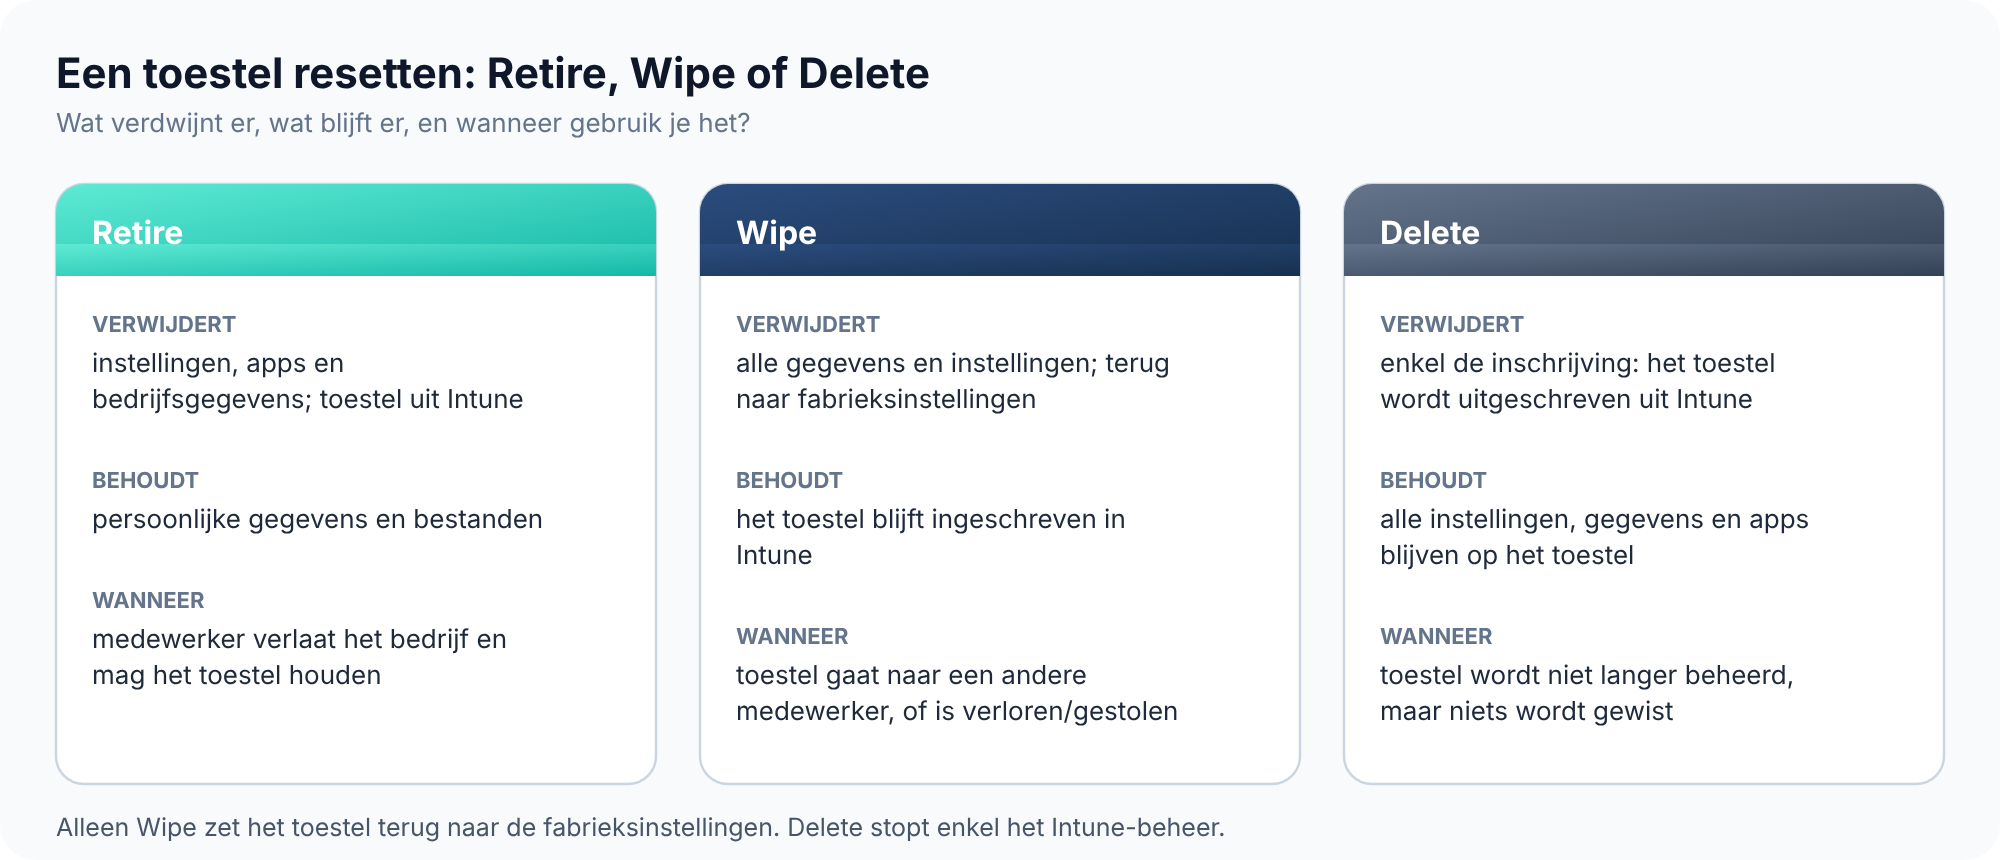 Een toestel resetten: Retire, Wipe of Delete
Wat verdwijnt er, wat blijft er, en wanneer gebruik je het?
Retire
VERWIJDERT
instellingen, apps en
bedrijfsgegevens; toestel uit Intune
BEHOUDT
persoonlijke gegevens en bestanden
WANNEER
medewerker verlaat het bedrijf en
mag het toestel houden
Wipe
VERWIJDERT
alle gegevens en instellingen; terug
naar fabrieksinstellingen
BEHOUDT
het toestel blijft ingeschreven in
Intune
WANNEER
toestel gaat naar een andere
medewerker, of is verloren/gestolen
Delete
VERWIJDERT
enkel de inschrijving: het toestel
wordt uitgeschreven uit Intune
BEHOUDT
alle instellingen, gegevens en apps
blijven op het toestel
WANNEER
toestel wordt niet langer beheerd,
maar niets wordt gewist
Alleen Wipe zet het toestel terug naar de fabrieksinstellingen. Delete stopt enkel het Intune-beheer.